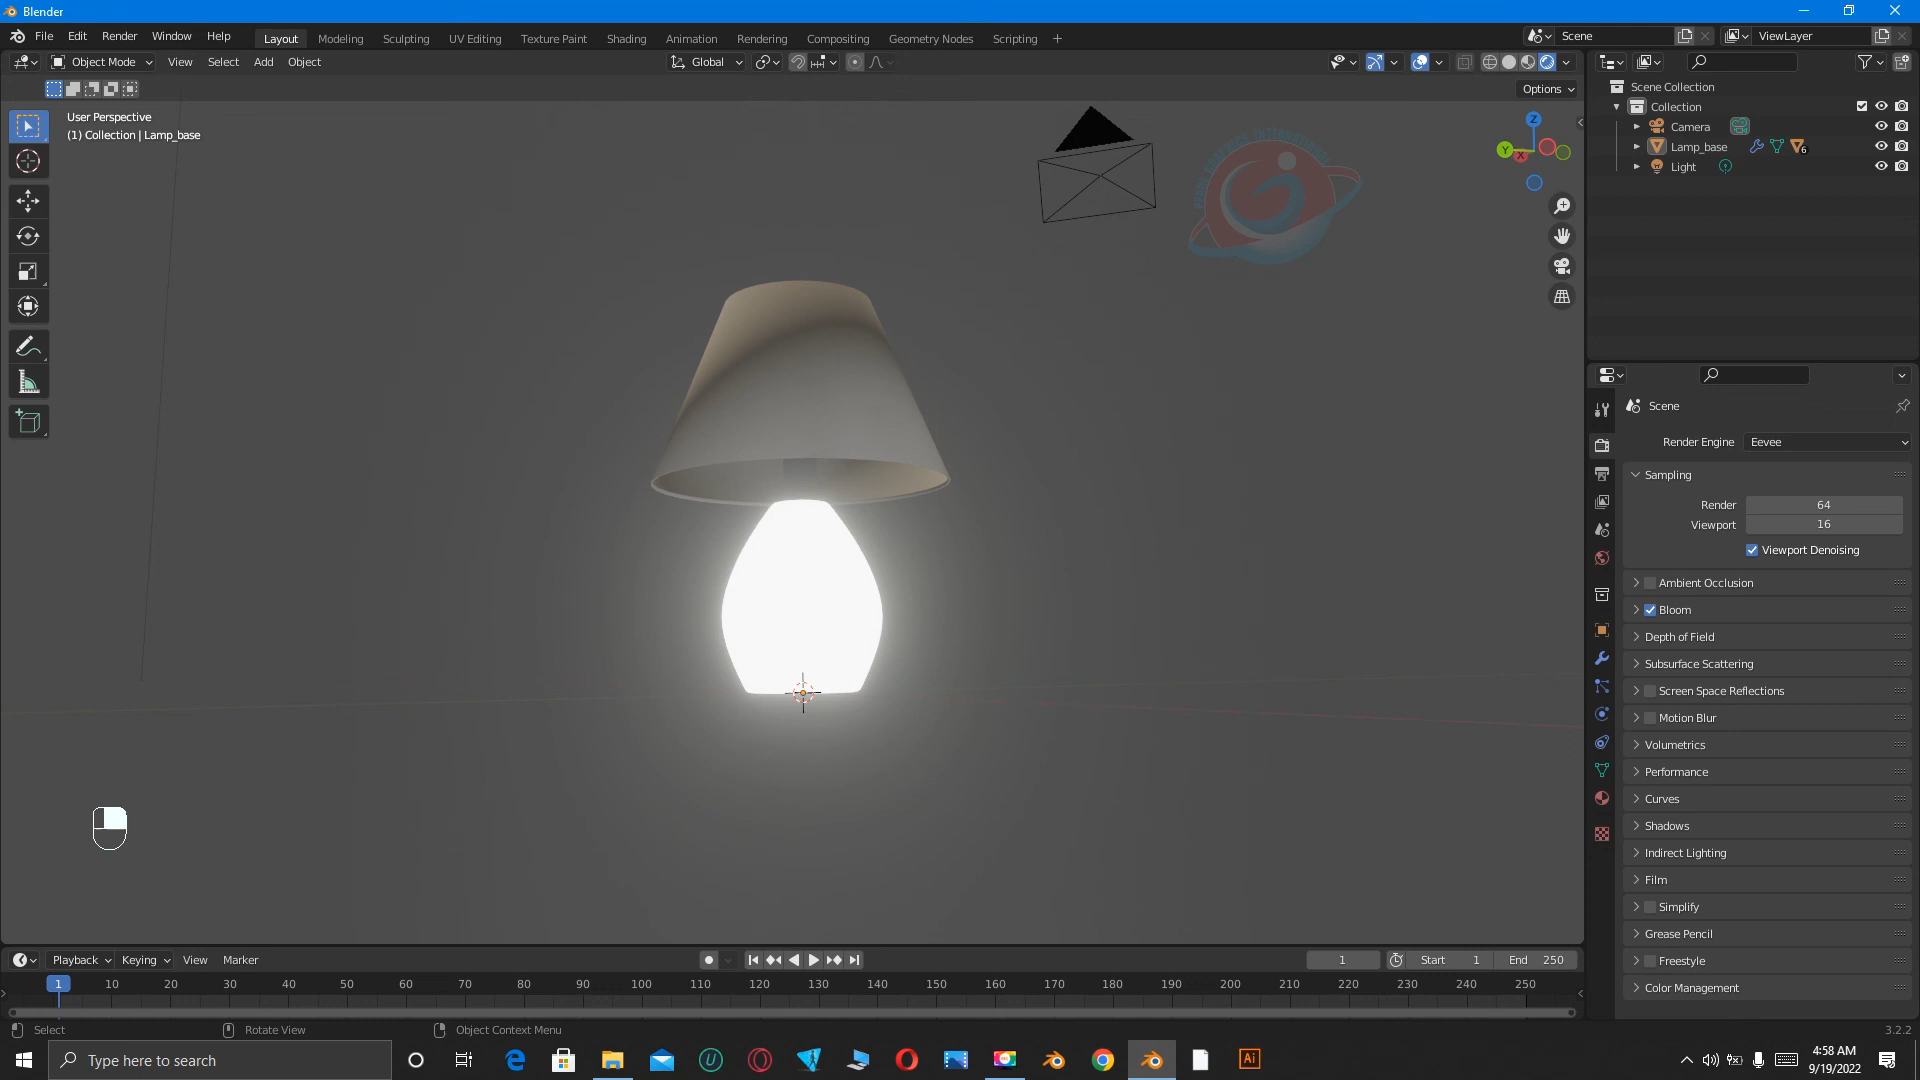 Blender
File Edit Render Window Help
Layout Modeling Sculpting UV Editing Texture Paint Shading Animation Rendering Compositing Geometry Nodes Scripting +
Scene
ViewLayer
Object Mode View Select Add Object
Global
Options
User Perspective
(1) Collection | Lamp_base
Z
Y
X
Scene Collection
Collection
Camera
Lamp_base
6
Light
Scene
Render Engine Eevee
Sampling
Render 64
Viewport 16
Viewport Denoising
Ambient Occlusion
Bloom
Depth of Field
Subsurface Scattering
Screen Space Reflections
Motion Blur
Volumetrics
Performance
Curves
Shadows
Indirect Lighting
Film
Simplify
Grease Pencil
Freestyle
Color Management
Playback Keying View Marker
1
Start 1 End 250
1 10 20 30 40 50 60 70 80 90 100 110 120 130 140 150 160 170 180 190 200 210 220 230 240 250
Select Rotate View Object Context Menu
3.2.2
Type here to search
Ai
4:58 AM
9/19/2022